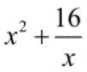 x² + 16/x